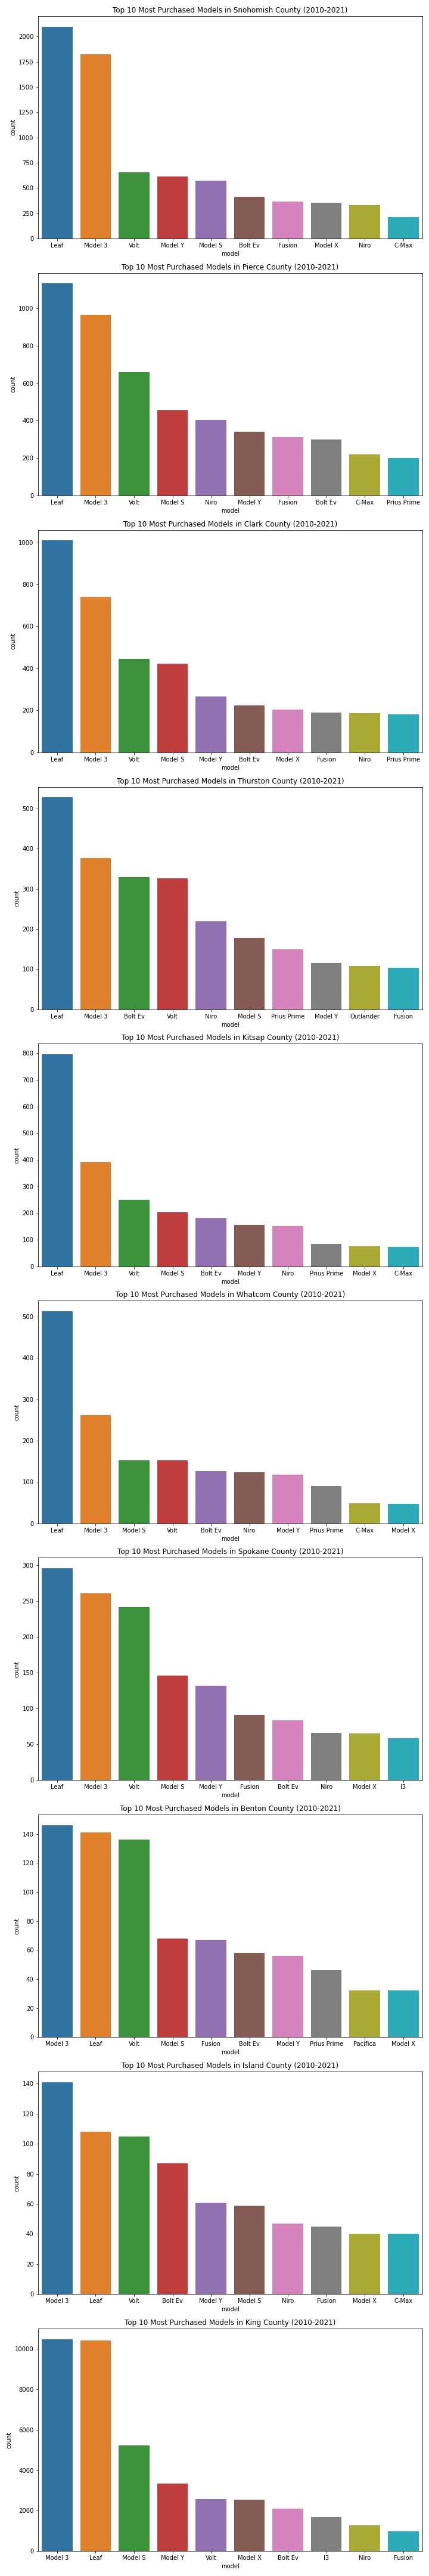 Top 10 Most Purchased Models in Snohomish County (2010-2021)
2000
1750
1500
1250
1000
750
500
250
0
count
Leaf Model 3 Volt Model Y Model S Bolt Ev Fusion Model X Niro C-Max
model
Top 10 Most Purchased Models in Pierce County (2010-2021)
1000
800
600
400
200
0
count
Leaf Model 3 Volt Model S Niro Model Y Fusion Bolt Ev C-Max Prius Prime
model
Top 10 Most Purchased Models in Clark County (2010-2021)
1000
800
600
400
200
0
count
Leaf Model 3 Volt Model S Model Y Bolt Ev Model X Fusion Niro Prius Prime
model
Top 10 Most Purchased Models in Thurston County (2010-2021)
500
400
300
200
100
0
count
Leaf Model 3 Bolt Ev Volt Niro Model S Prius Prime Model Y Outlander Fusion
model
Top 10 Most Purchased Models in Kitsap County (2010-2021)
800
700
600
500
400
300
200
100
0
count
Leaf Model 3 Volt Model S Bolt Ev Model Y Niro Prius Prime Model X C-Max
model
Top 10 Most Purchased Models in Whatcom County (2010-2021)
500
400
300
200
100
0
count
Leaf Model 3 Model S Volt Bolt Ev Niro Model Y Prius Prime C-Max Model X
model
Top 10 Most Purchased Models in Spokane County (2010-2021)
300
250
200
150
100
50
0
count
Leaf Model 3 Volt Model S Model Y Fusion Bolt Ev Niro Model X I3
model
Top 10 Most Purchased Models in Benton County (2010-2021)
140
120
100
80
60
40
20
0
count
Model 3 Leaf Volt Model S Fusion Bolt Ev Model Y Prius Prime Pacifica Model X
model
Top 10 Most Purchased Models in Island County (2010-2021)
140
120
100
80
60
40
20
0
count
Model 3 Leaf Volt Bolt Ev Model Y Model S Niro Fusion Model X C-Max
model
Top 10 Most Purchased Models in King County (2010-2021)
10000
8000
6000
4000
2000
0
count
Model 3 Leaf Model S Model Y Volt Model X Bolt Ev I3 Niro Fusion
model